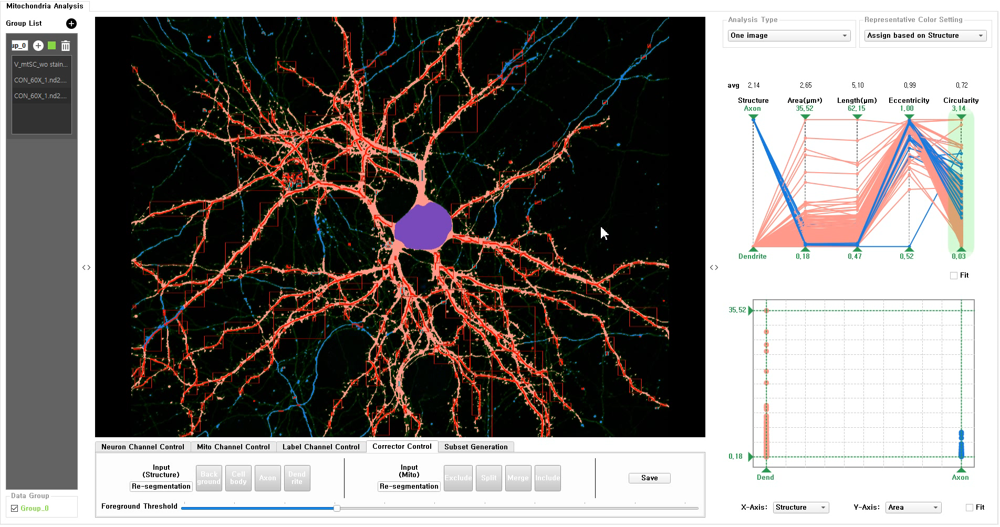 Mitochondria Analysis
Group List
up_0
V_mtSC_wo stain...
CON_60X_1.nd2....
CON_60X_1.nd2....
Data Group
Group_0
Neuron Channel Control
Mito Channel Control
Label Channel Control
Corrector Control
Subset Generation
Input
(Structure)
Re-segmentation
Back
ground
Cell
body
Axon
Dend
rite
Input
(Mito)
Re-segmentation
Exclude
Split
Merge
Include
Save
Foreground Threshold
Analysis Type
One image
Representative Color Setting
Assign based on Structure
avg 2,14 2,65 5,10 0,99 0,72
Structure Area(μm²) Length(μm) Eccentricity Circularity
Axon 35,52 62,15 1,00 3,14
Dendrite 0,18 0,47 0,52 0,03
Fit
35,52
0,18
Dend Axon
X-Axis: Structure Y-Axis: Area Fit